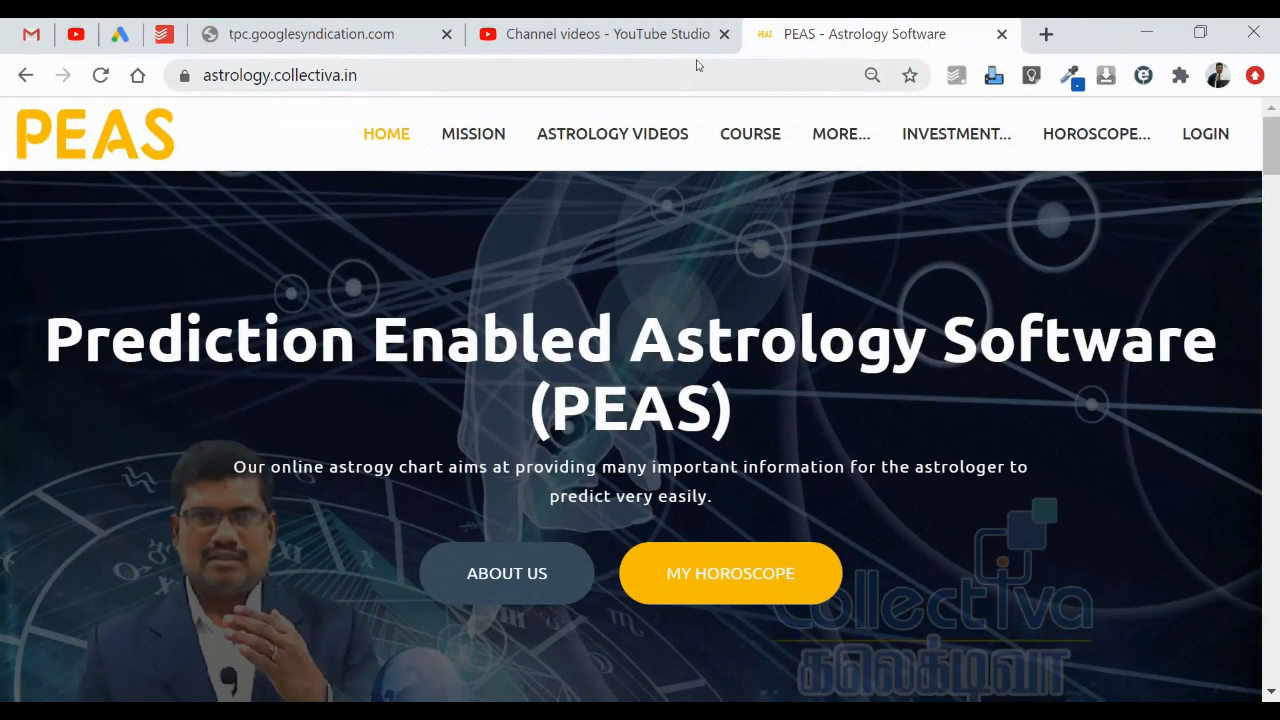 tpc.googlesyndication.com
Channel videos - YouTube Studio
PEAS
PEAS - Astrology Software
astrology.collectiva.in
PEAS
HOME
MISSION
ASTROLOGY VIDEOS
COURSE
MORE...
INVESTMENT...
HOROSCOPE...
LOGIN
Prediction Enabled Astrology Software
(PEAS)
Our online astrogy chart aims at providing many important information for the astrologer to
predict very easily.
ABOUT US
MY HOROSCOPE
collectiva
கலெக்டிவா